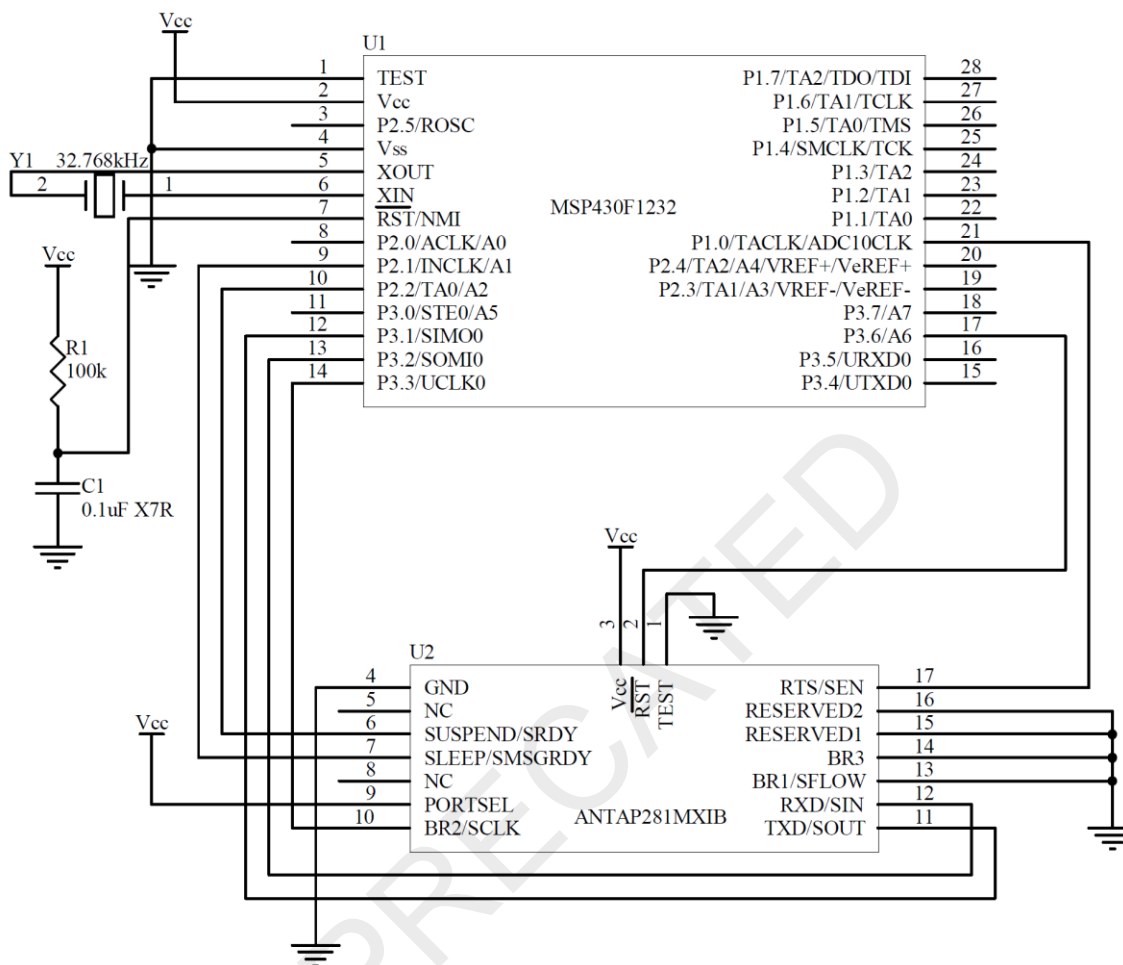 Vcc
U1
1 TEST P1.7/TA2/TDO/TDI 28
2 Vcc P1.6/TA1/TCLK 27
3 P2.5/ROSC P1.5/TA0/TMS 26
4 Vss P1.4/SMCLK/TCK 25
Y1 32.768kHz
5 XOUT P1.3/TA2 24
2 1 6 XIN P1.2/TA1 23
MSP430F1232
7 RST/NMI P1.1/TA0 22
8 P2.0/ACLK/A0 P1.0/TACLK/ADC10CLK 21
Vcc
9 P2.1/INCLK/A1 P2.4/TA2/A4/VREF+/VeREF+ 20
10 P2.2/TA0/A2 P2.3/TA1/A3/VREF-/VeREF- 19
11 P3.0/STE0/A5 P3.7/A7 18
12 P3.1/SIMO0 P3.6/A6 17
R1
100k
13 P3.2/SOMI0 P3.5/URXD0 16
14 P3.3/UCLK0 P3.4/UTXD0 15
C1
0.1uF X7R
Vcc
3 2 1
U2
Vcc RST TEST
4 GND RTS/SEN 17
5 NC RESERVED2 16
Vcc
6 SUSPEND/SRDY RESERVED1 15
7 SLEEP/SMSGRDY BR3 14
8 NC BR1/SFLOW 13
9 PORTSEL RXD/SIN 12
10 BR2/SCLK ANTAP281MXIB TXD/SOUT 11
PRECATED